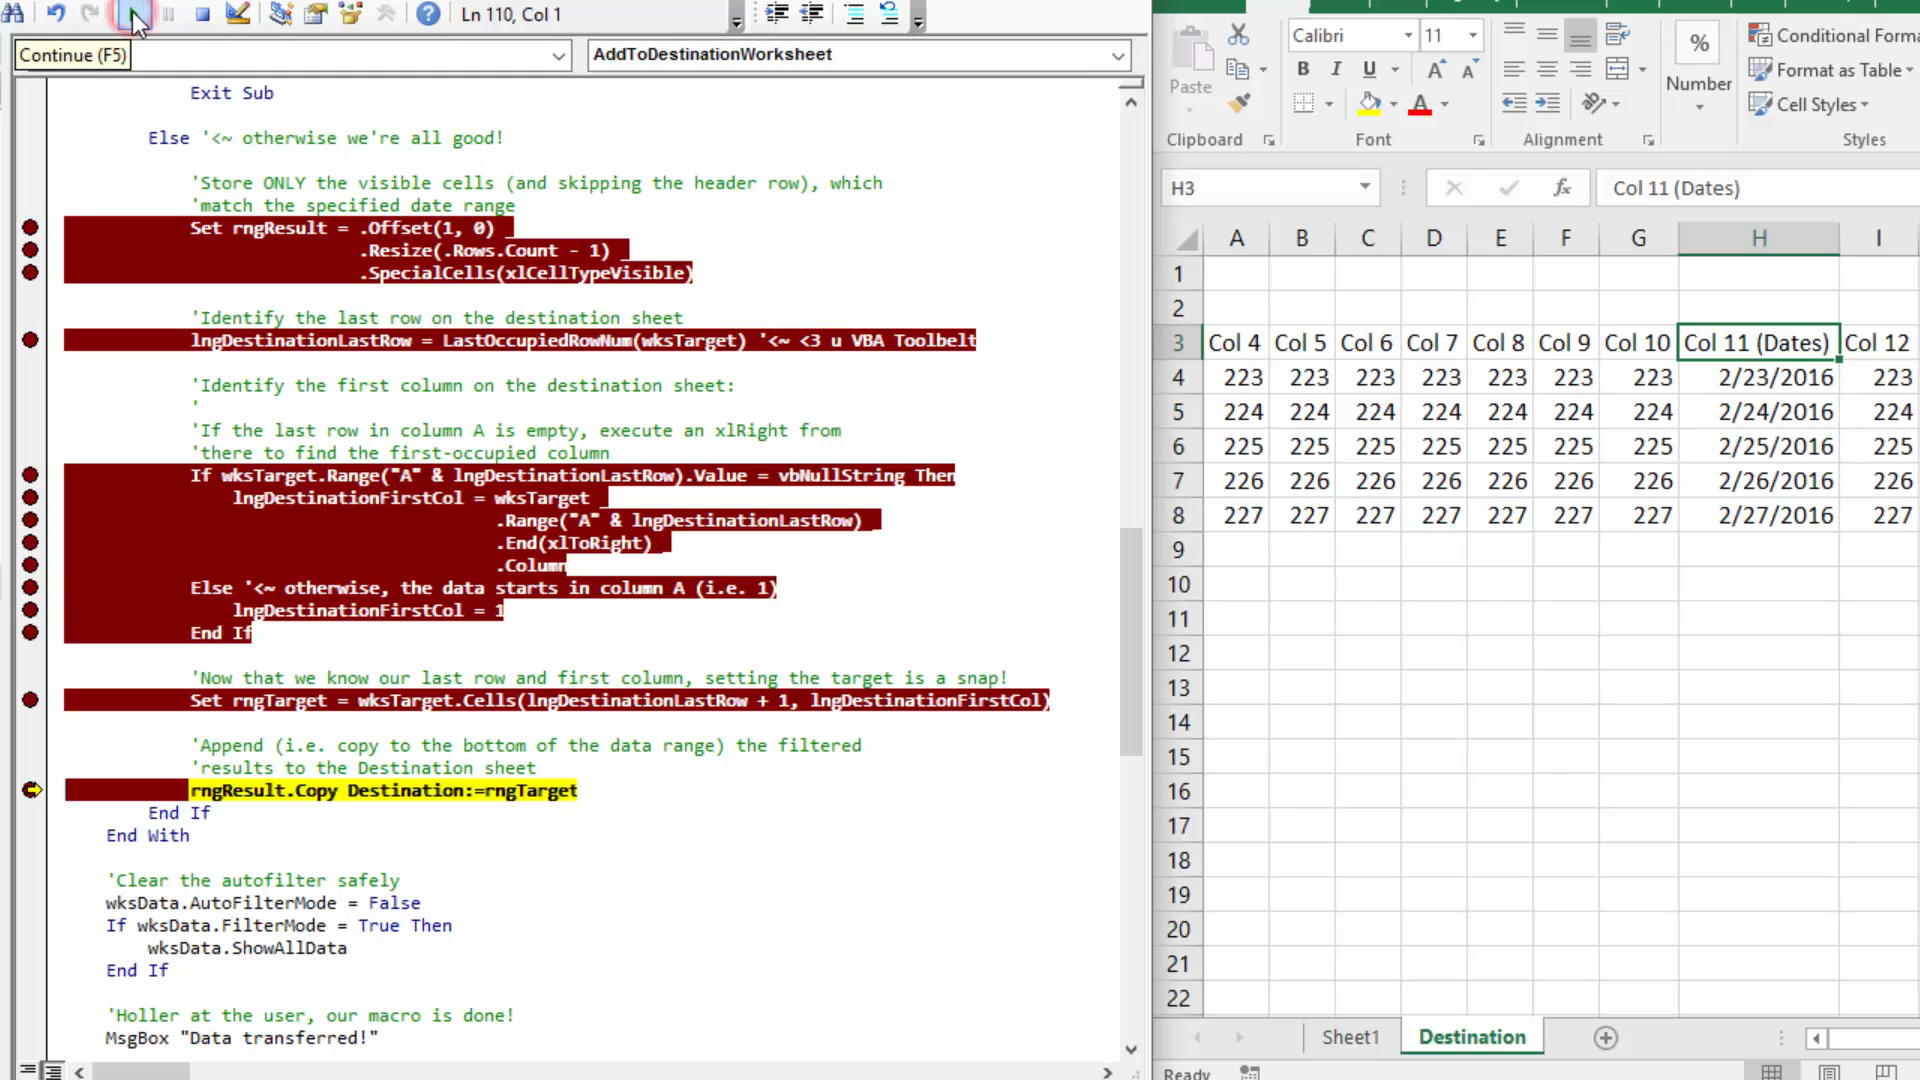 Ln 110, Col 1
Continue (F5)
AddToDestinationWorksheet
Exit Sub
Else '<~ otherwise we're all good!
'Store ONLY the visible cells (and skipping the header row), which
'match the specified date range
Set rngResult = .Offset(1, 0) _
.Resize(.Rows.Count - 1) _
.SpecialCells(xlCellTypeVisible)
'Identify the last row on the destination sheet
lngDestinationLastRow = LastOccupiedRowNum(wksTarget) '<~ <3 u VBA Toolbelt
'Identify the first column on the destination sheet:
'
'If the last row in column A is empty, execute an xlRight from
'there to find the first-occupied column
If wksTarget.Range("A" & lngDestinationLastRow).Value = vbNullString Then
lngDestinationFirstCol = wksTarget _
.Range("A" & lngDestinationLastRow) _
.End(xlToRight) _
.Column
Else '<~ otherwise, the data starts in column A (i.e. 1)
lngDestinationFirstCol = 1
End If
'Now that we know our last row and first column, setting the target is a snap!
Set rngTarget = wksTarget.Cells(lngDestinationLastRow + 1, lngDestinationFirstCol)
'Append (i.e. copy to the bottom of the data range) the filtered
'results to the Destination sheet
rngResult.Copy Destination:=rngTarget
End If
End With
'Clear the autofilter safely
wksData.AutoFilterMode = False
If wksData.FilterMode = True Then
wksData.ShowAllData
End If
'Holler at the user, our macro is done!
MsgBox "Data transferred!"
Paste
Clipboard
Calibri 11
B I U A A
A
Font
Alignment
%
Number
Conditional Forma
Format as Table
Cell Styles
Styles
H3 fx Col 11 (Dates)
A B C D E F G H I
1
2
3 Col 4 Col 5 Col 6 Col 7 Col 8 Col 9 Col 10 Col 11 (Dates) Col 12
4 223 223 223 223 223 223 223 2/23/2016 223
5 224 224 224 224 224 224 224 2/24/2016 224
6 225 225 225 225 225 225 225 2/25/2016 225
7 226 226 226 226 226 226 226 2/26/2016 226
8 227 227 227 227 227 227 227 2/27/2016 227
9
10
11
12
13
14
15
16
17
18
19
20
21
22
Sheet1 Destination
Ready